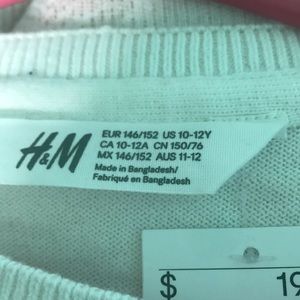 H&M
EUR 146/152 US 10-12Y
CA 10-12A CN 150/76
MX 146/152 AUS 11-12
Made in Bangladesh/
Fabriqué en Bangladesh
$ 19